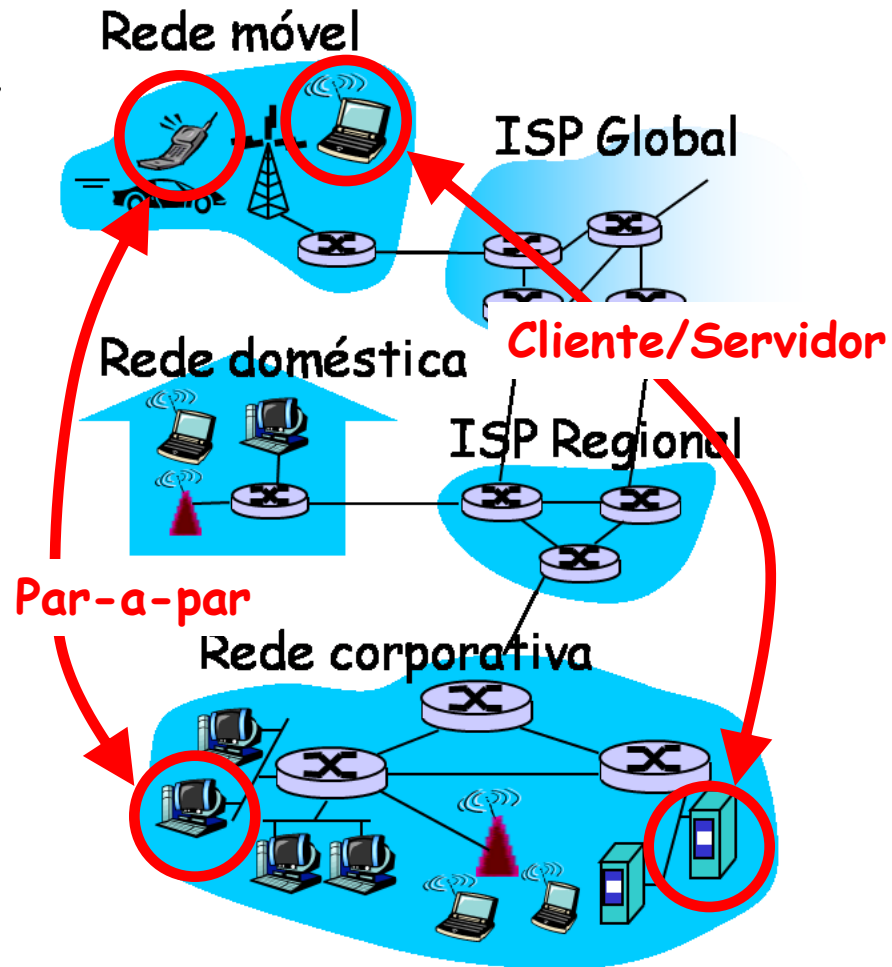 Rede móvel
ISP Global
Cliente/Servidor
Rede doméstica
ISP Regional
Par-a-par
Rede corporativa